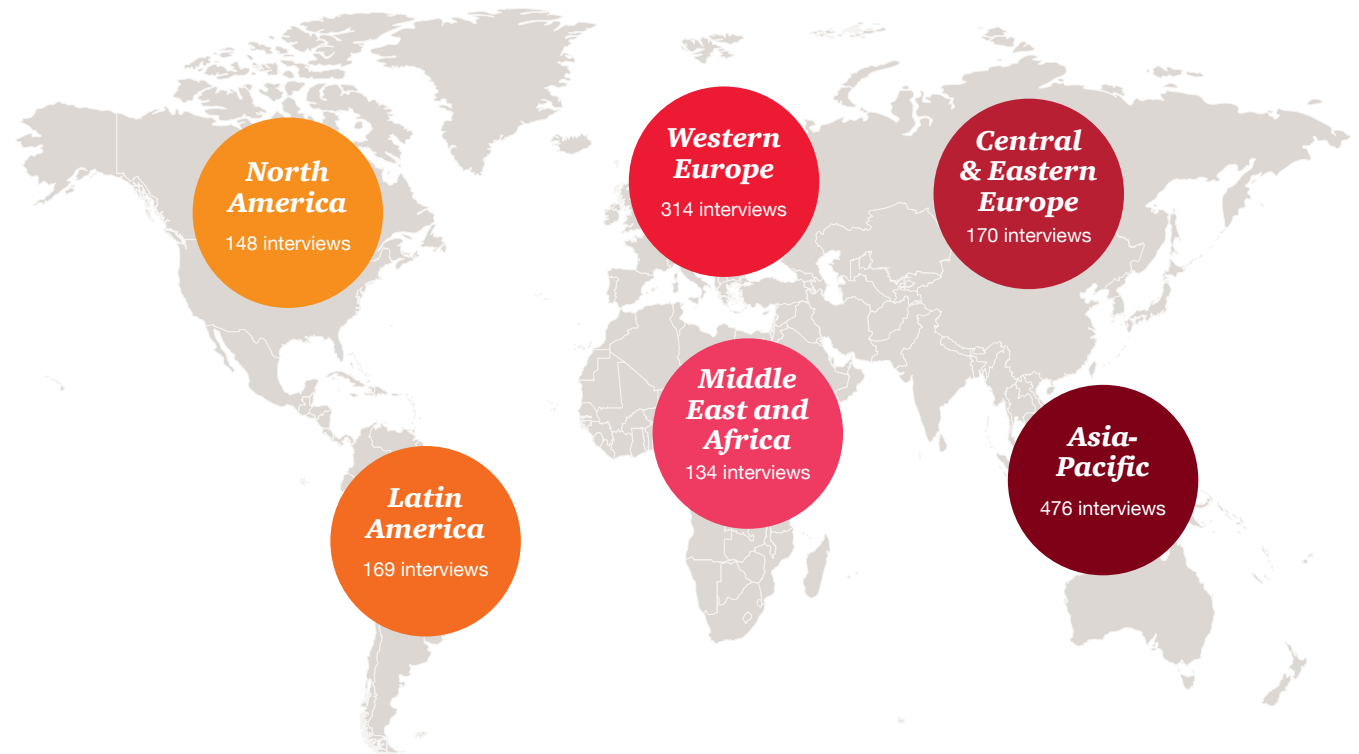 North
America
148 interviews
Western
Europe
314 interviews
Central
& Eastern
Europe
170 interviews
Middle
East and
Africa
134 interviews
Latin
America
169 interviews
Asia-
Pacific
476 interviews